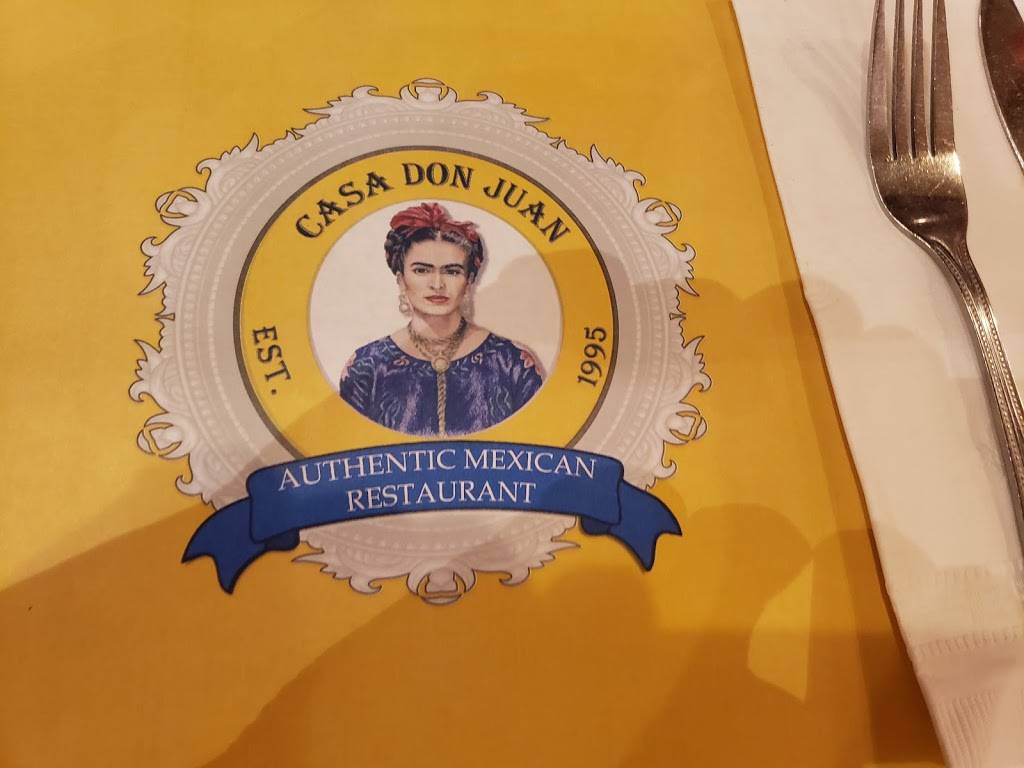 CASA DON JUAN
EST. 1995
AUTHENTIC MEXICAN
RESTAURANT